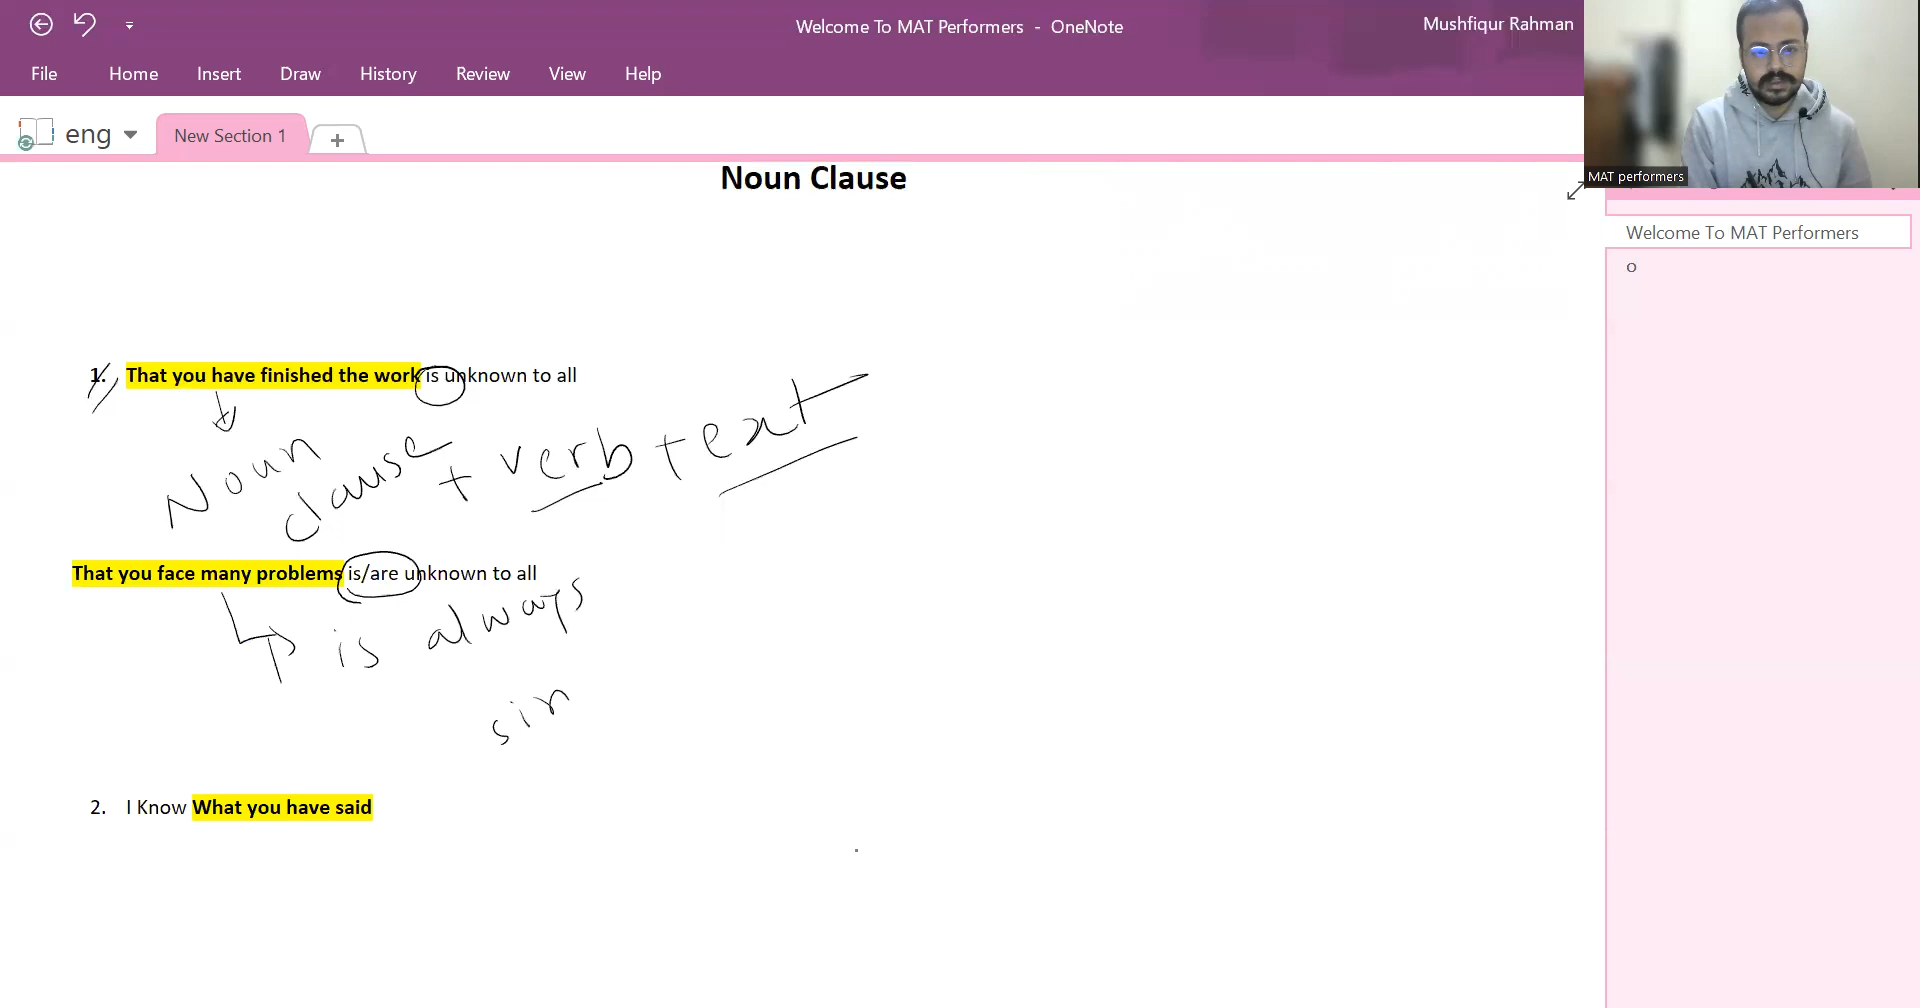 Welcome To MAT Performers - OneNote
Mushfiqur Rahman
File Home Insert Draw History Review View Help
eng New Section 1 +
MAT performers
Noun Clause
Welcome To MAT Performers
o
1. That you have finished the work is unknown to all
Noun clause + verb + ext
That you face many problems is/are unknown to all
is always
sin
2. I Know What you have said